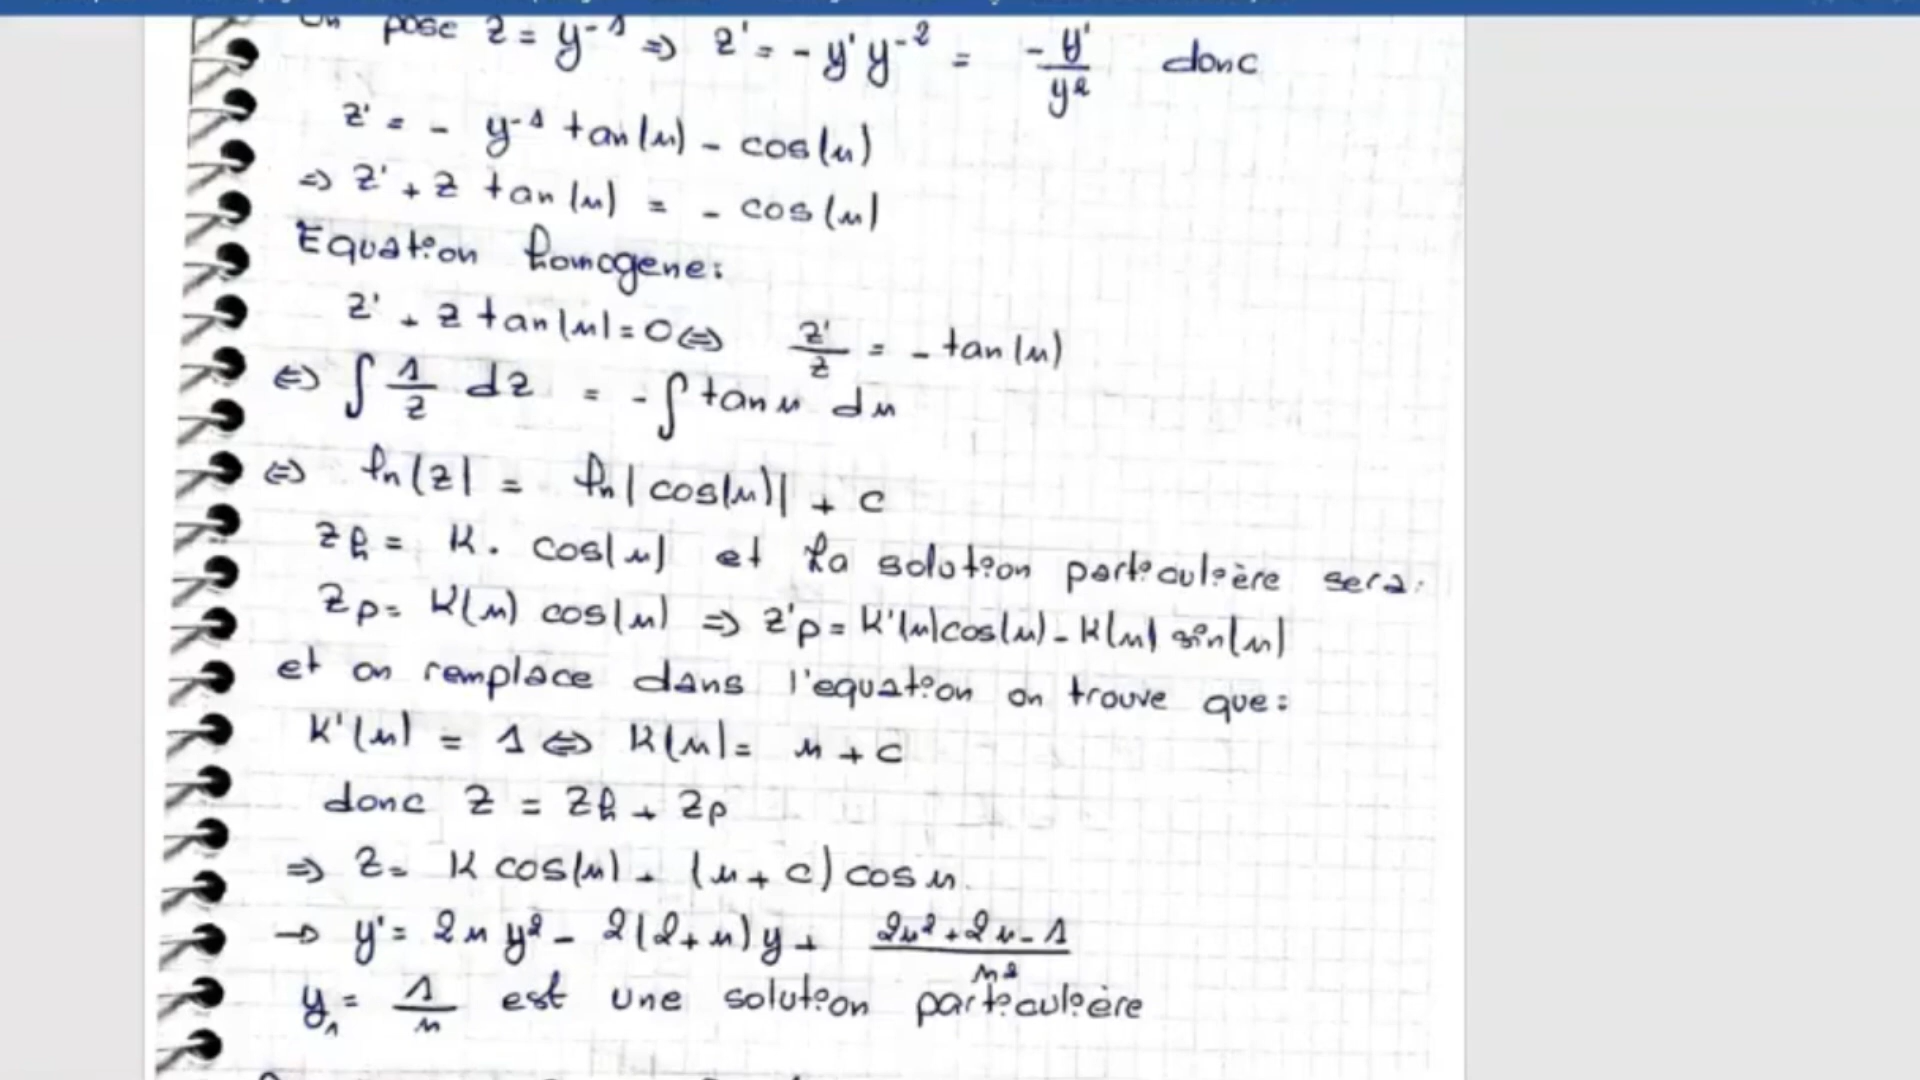 On pose z = y⁻¹ ⇒ z' = - y' y⁻² = -y'/y² donc
z' = - y⁻¹ tan(x) - cos(x)
⇒ z' + z tan(x) = - cos(x)
Equation homogene:
z' + z tan(x) = 0 ⇔ z'/z = - tan(x)
⇔ ∫ 1/z dz = - ∫ tan x dx
⇔ ln|z| = ln|cos(x)| + c
zh = K. cos(x) et la solution particulière sera:
zp = K(x) cos(x) ⇒ z'p = K'(x)cos(x) - K(x) sin(x)
et on remplace dans l'equation on trouve que:
K'(x) = 1 ⇔ K(x) = x + c
donc z = zh + zp
⇒ z = K cos(x) + (x + c) cos x
→ y' = 2x y² - 2(2+x)y + (2x² + 2x - 1)/x²
y₁ = 1/x est une solution particulière